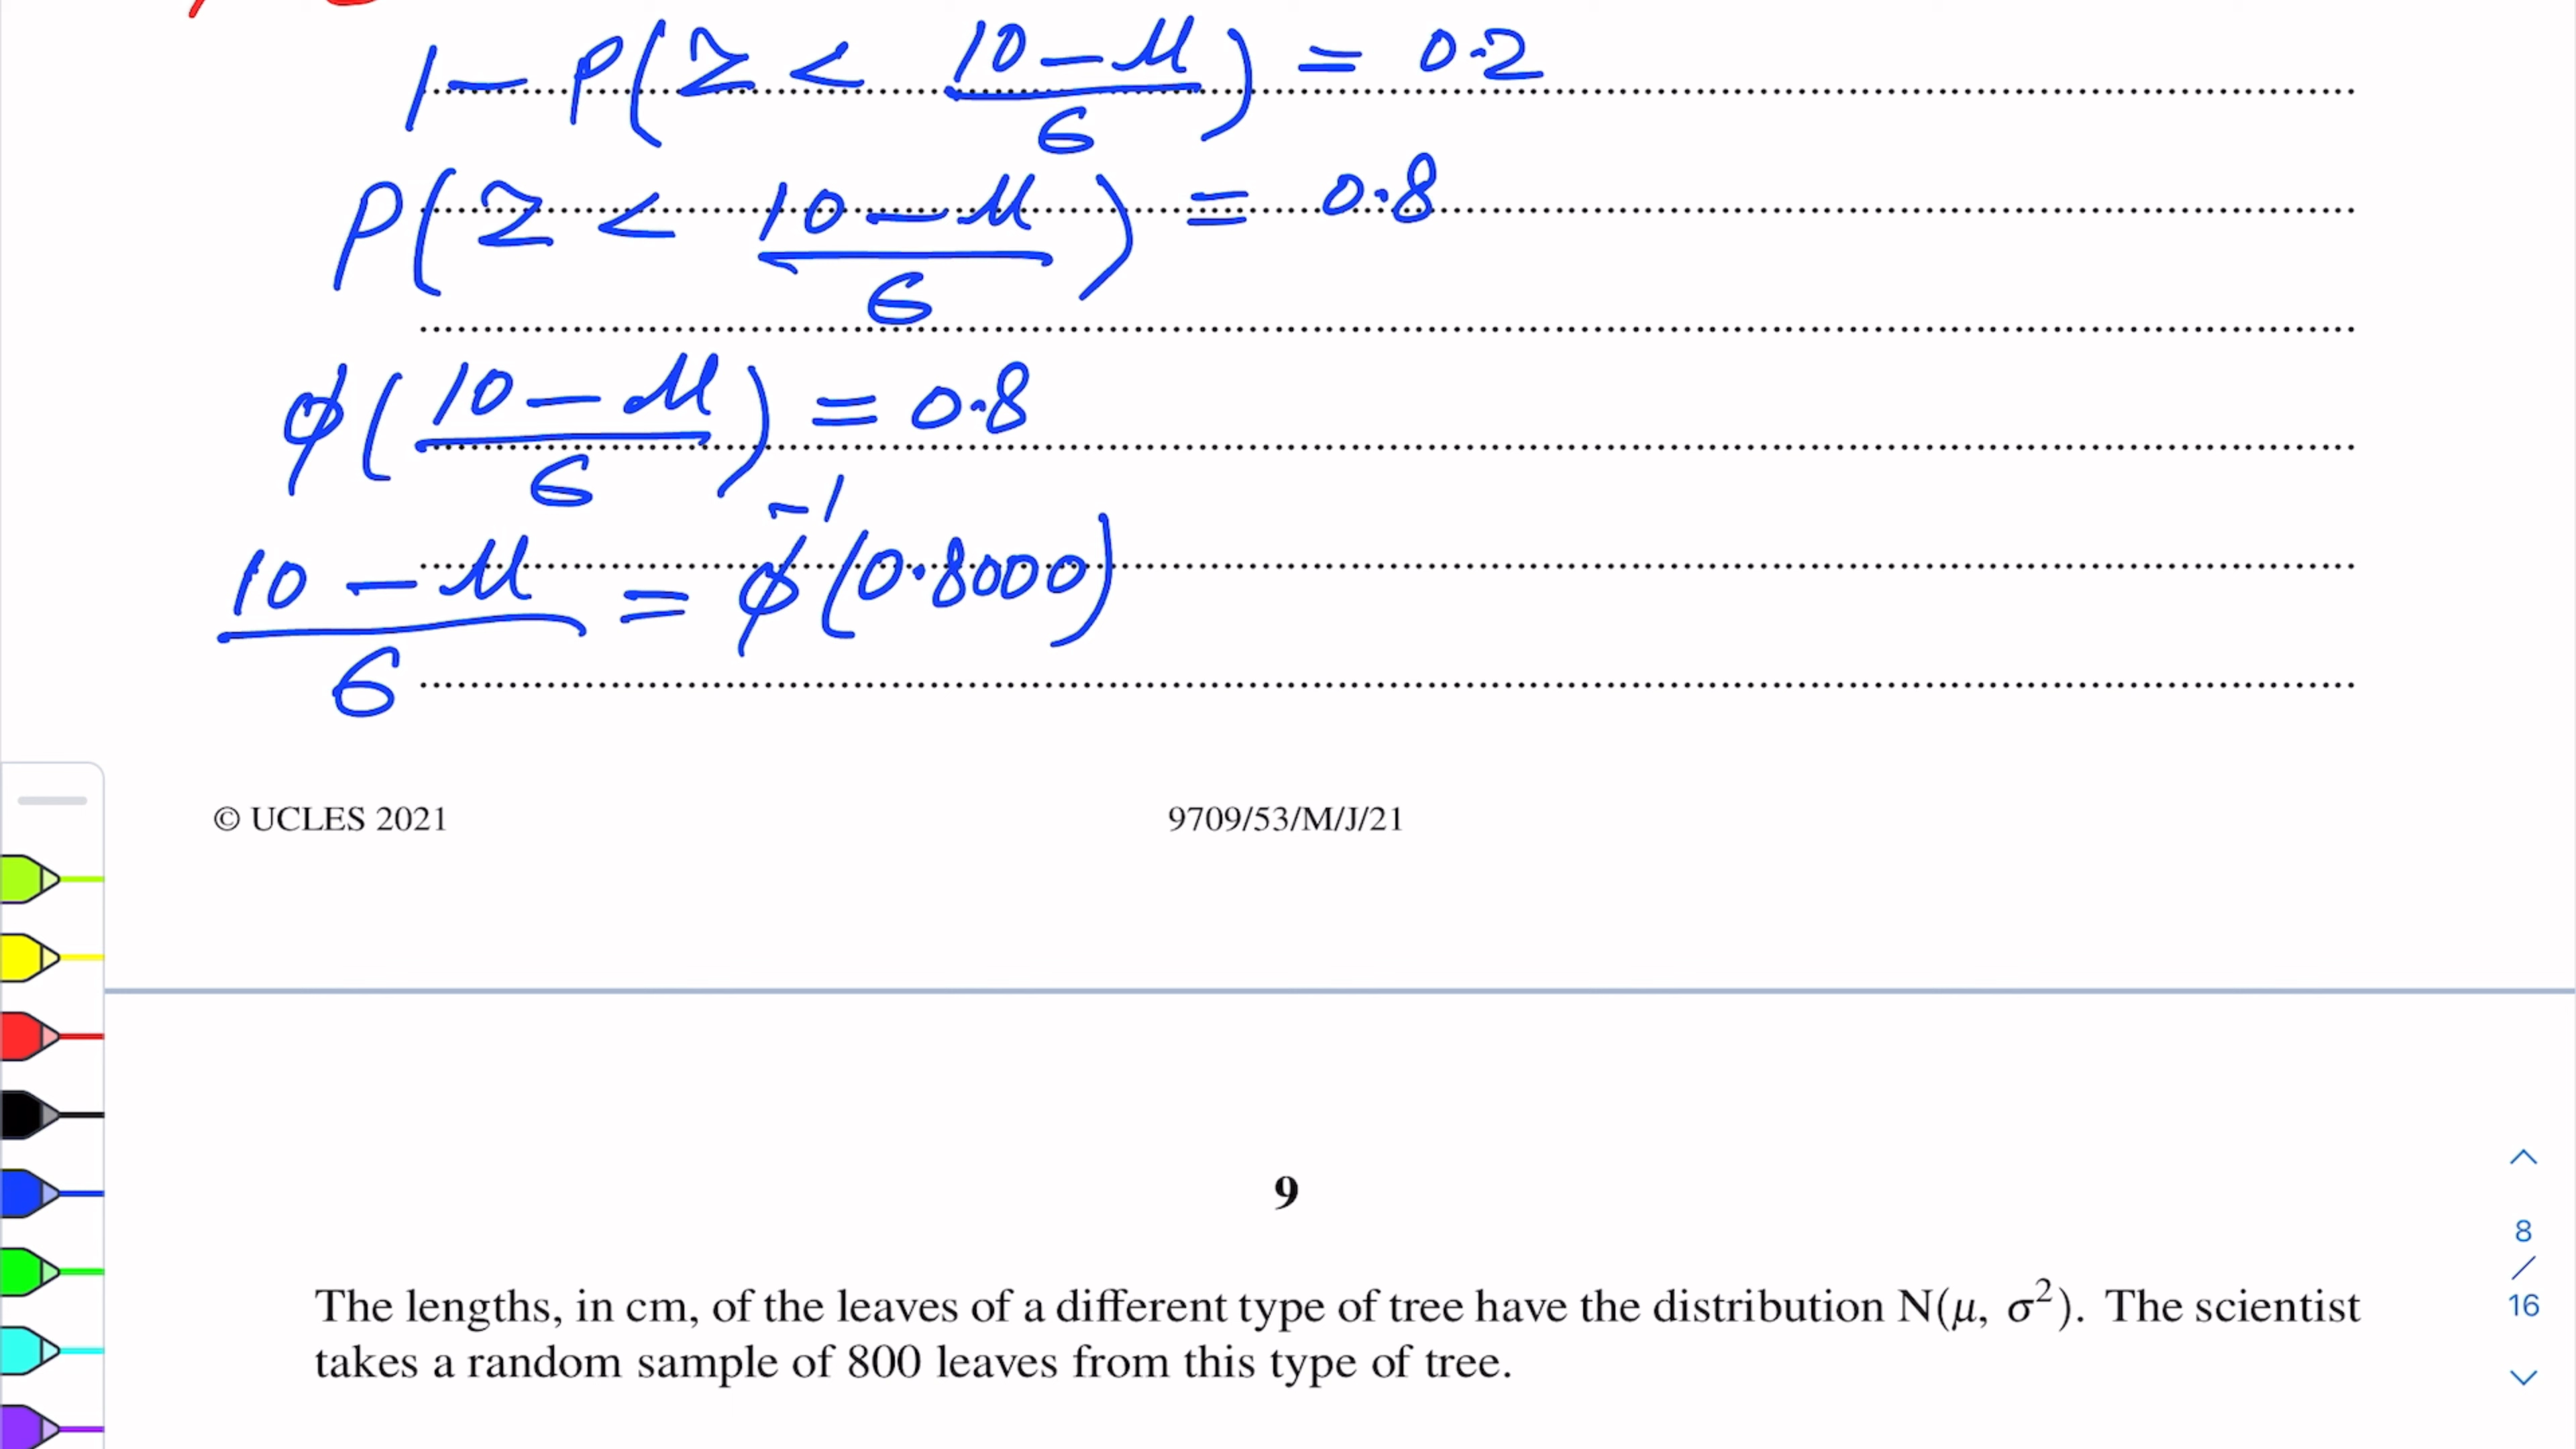 1 - P(Z < (10 - μ)/6) = 0.2
P(Z < (10 - μ)/6) = 0.8
φ((10 - μ)/6) = 0.8
(10 - μ)/6 = φ⁻¹(0.8000)
© UCLES 2021 9709/53/M/J/21
9
The lengths, in cm, of the leaves of a different type of tree have the distribution N(μ, σ²). The scientist
takes a random sample of 800 leaves from this type of tree.
8
/
16